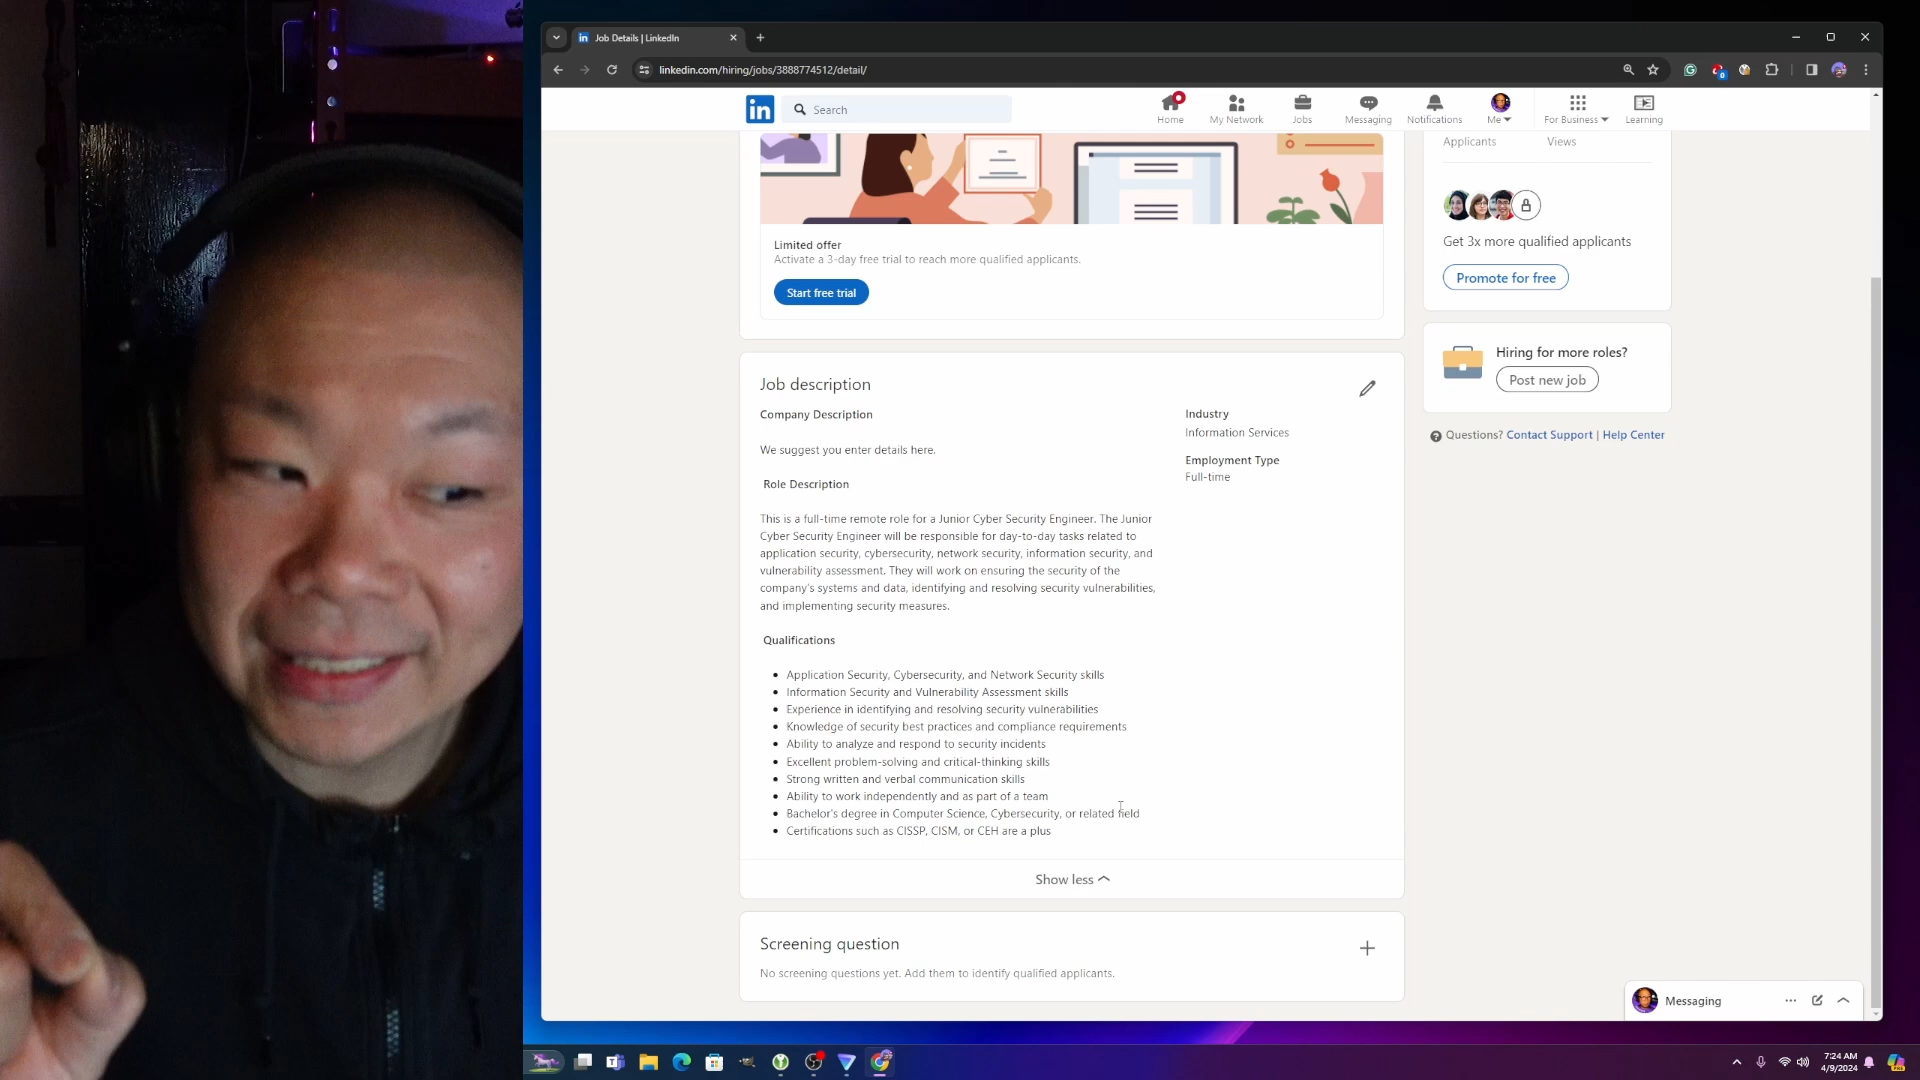 Job Details | LinkedIn
linkedin.com/hiring/jobs/3888774512/detail/
in
Search
Home
My Network
Jobs
Messaging
Notifications
Me
For Business
Learning
Applicants
Views
Get 3x more qualified applicants
Promote for free
Limited offer
Activate a 3-day free trial to reach more qualified applicants.
Start free trial
Hiring for more roles?
Post new job
Questions? Contact Support | Help Center
Job description
Company Description
We suggest you enter details here.
Role Description
This is a full-time remote role for a Junior Cyber Security Engineer. The Junior
Cyber Security Engineer will be responsible for day-to-day tasks related to
application security, cybersecurity, network security, information security, and
vulnerability assessment. They will work on ensuring the security of the
company's systems and data, identifying and resolving security vulnerabilities,
and implementing security measures.
Industry
Information Services
Employment Type
Full-time
Qualifications
Application Security, Cybersecurity, and Network Security skills
Information Security and Vulnerability Assessment skills
Experience in identifying and resolving security vulnerabilities
Knowledge of security best practices and compliance requirements
Ability to analyze and respond to security incidents
Excellent problem-solving and critical-thinking skills
Strong written and verbal communication skills
Ability to work independently and as part of a team
Bachelor's degree in Computer Science, Cybersecurity, or related field
Certifications such as CISSP, CISM, or CEH are a plus
Show less
Screening question
No screening questions yet. Add them to identify qualified applicants.
Messaging
7:24 AM
4/9/2024